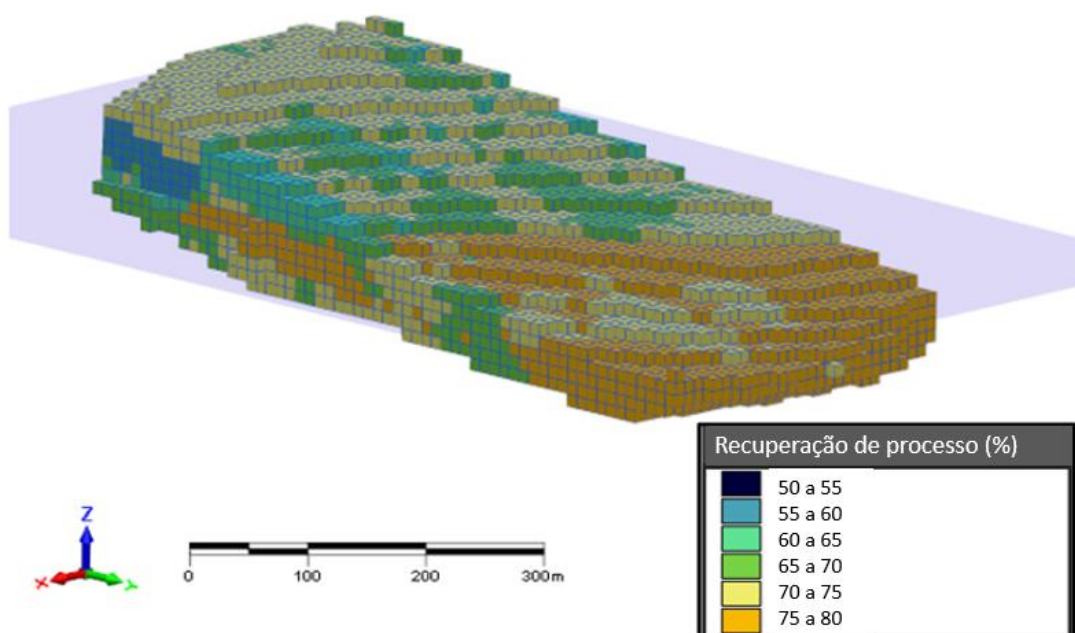 Z
X
Y
0 100 200 300m
Recuperação de processo (%)
50 a 55
55 a 60
60 a 65
65 a 70
70 a 75
75 a 80